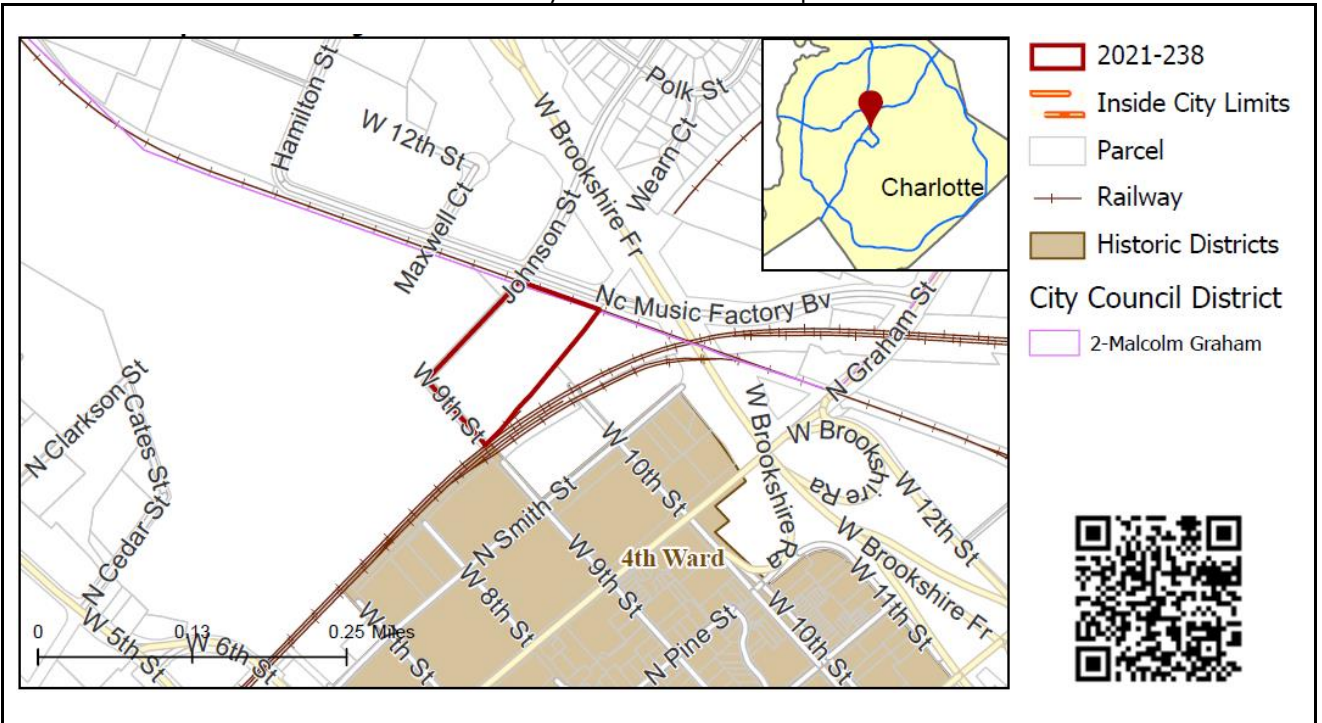 Hamilton St
W 12th St
Polk St
W Brookshire Fr
Wearn Ct
Maxwell Ct
Johnson St
Charlotte
Nc Music Factory Bv
N Graham St
W 9th St
N Clarkson St
Cates St
N Cedar St
W 10th St
W Brookshire Ra
W Brookshire Ra
W 12th St
N Smith St
4th Ward
W Brookshire Fr
W 9th St
W 8th St
W 11th St
N Pine St
W 10th St
W 5th St
W 6th St
0
0.13
0.25 Miles
2021-238
Inside City Limits
Parcel
Railway
Historic Districts
City Council District
2-Malcolm Graham